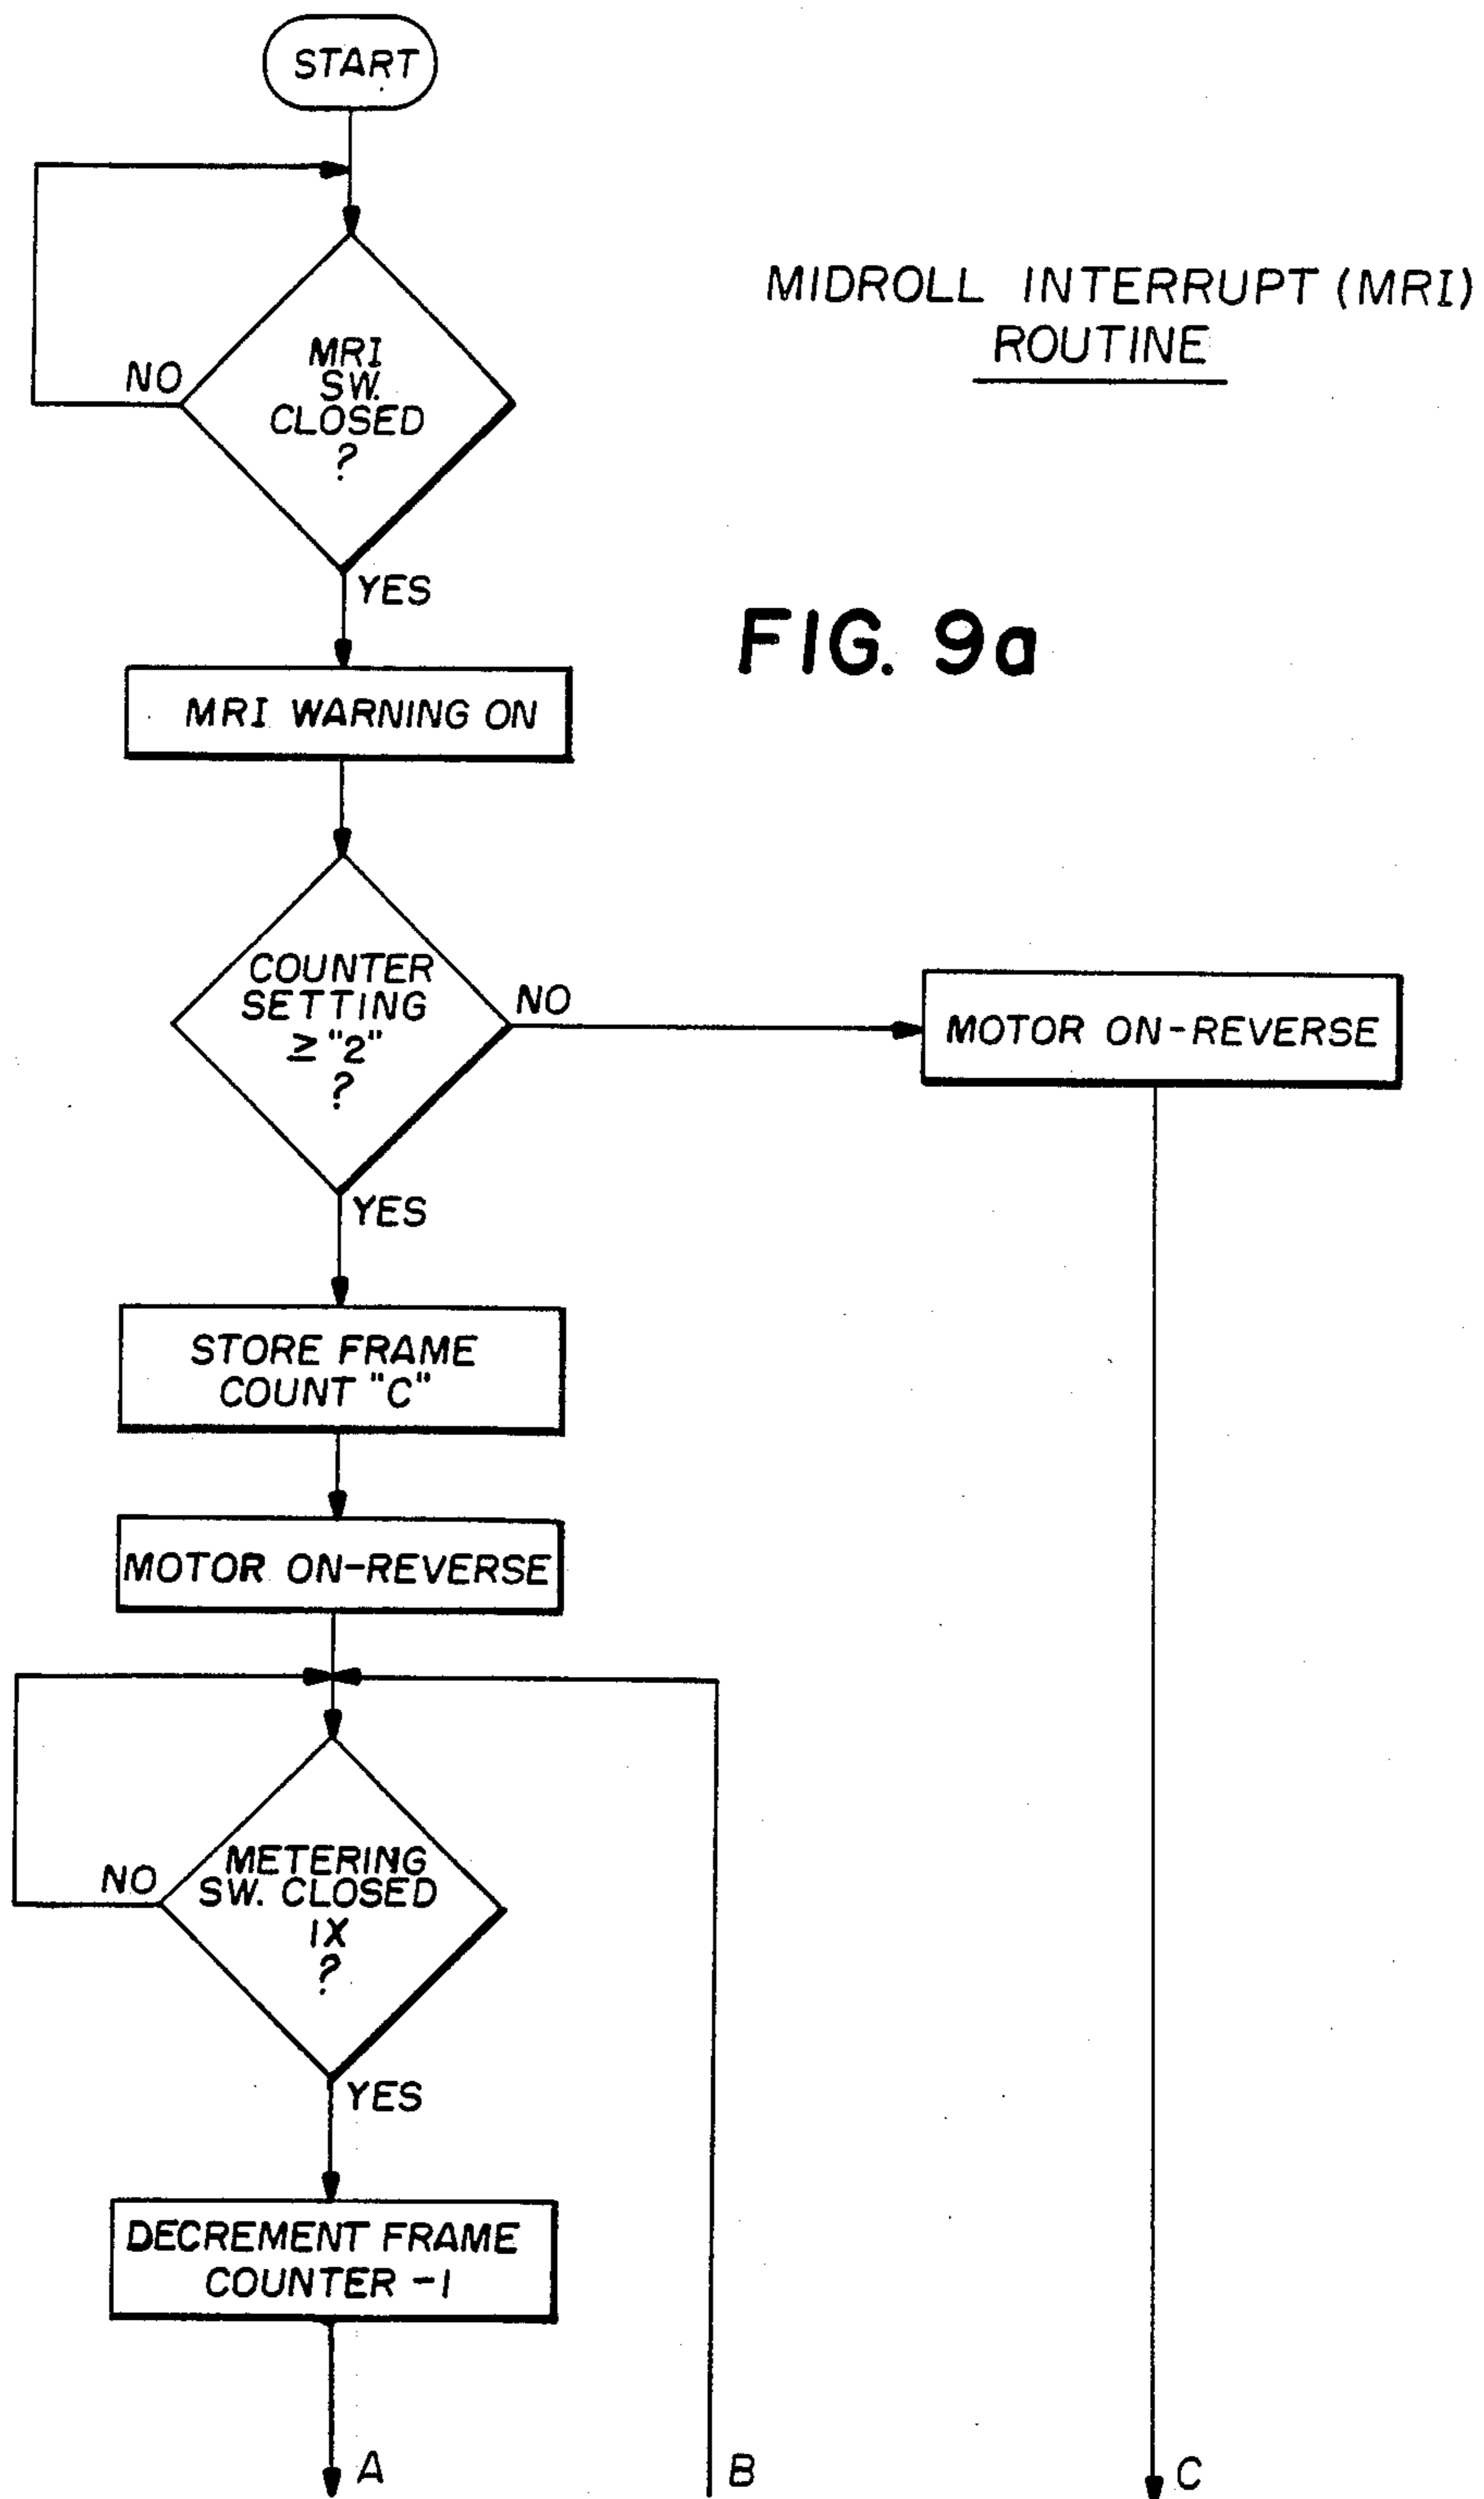 START
MIDROLL INTERRUPT (MRI)
ROUTINE
NO
MRI
SW.
CLOSED
?
YES
FIG. 9a
MRI WARNING ON
COUNTER
SETTING
≥ "2"
?
NO
MOTOR ON-REVERSE
YES
STORE FRAME
COUNT "C"
MOTOR ON-REVERSE
NO
METERING
SW. CLOSED
1X
?
YES
DECREMENT FRAME
COUNTER -1
A
B
C